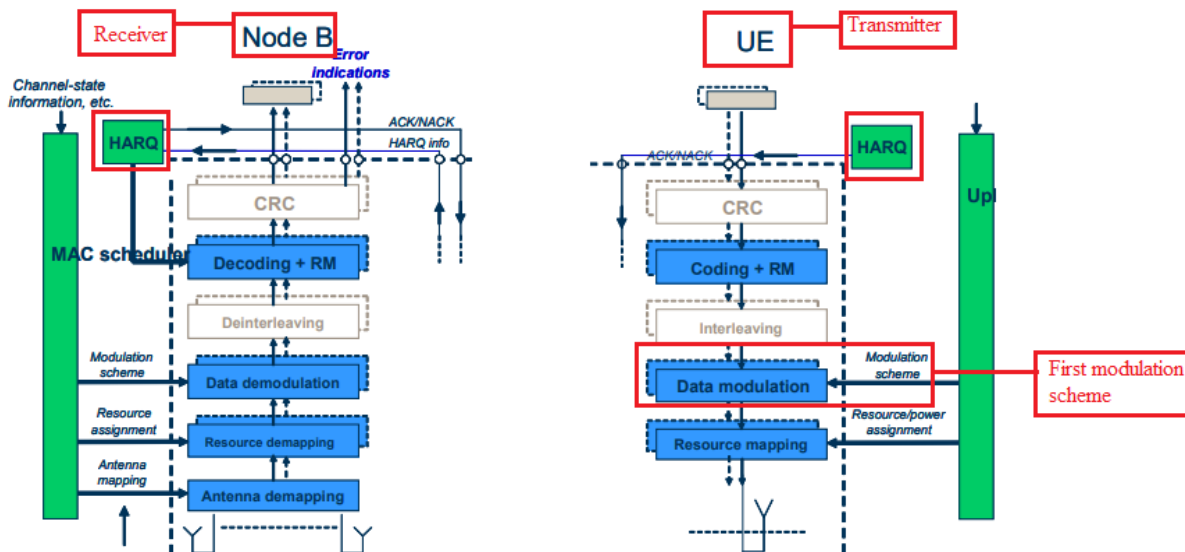 Receiver
Node B
Error
indications
Channel-state
information, etc.
HARQ
ACK/NACK
HARQ info
CRC
MAC scheduler
Decoding + RM
Deinterleaving
Modulation
scheme
Data demodulation
Resource
assignment
Resource demapping
Antenna
mapping
Antenna demapping
UE
Transmitter
ACK/NACK
HARQ
CRC
Upl
Coding + RM
Interleaving
Data modulation
Modulation
scheme
First modulation
scheme
Resource mapping
Resource/power
assignment